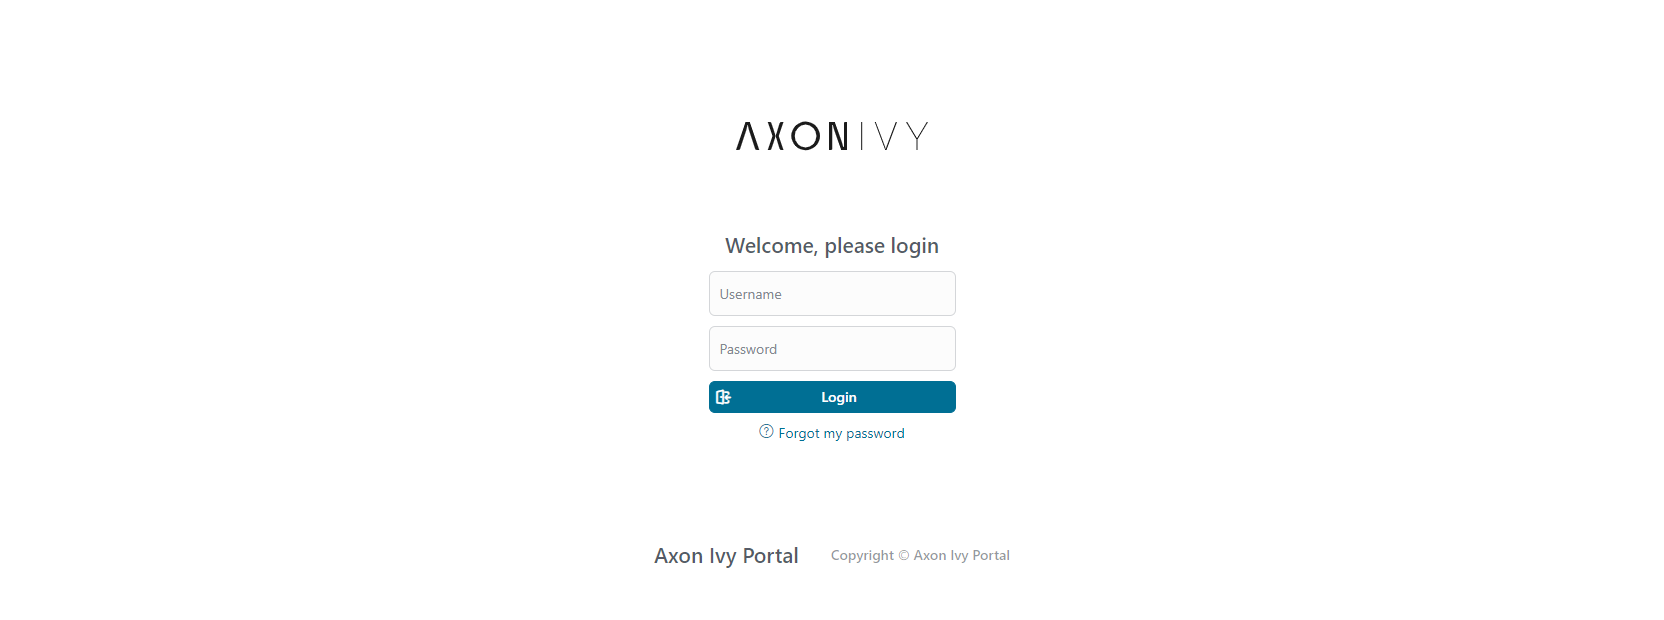 AXONIVY
Welcome, please login
Username
Password
Login
Forgot my password
Axon Ivy Portal
Copyright © Axon Ivy Portal